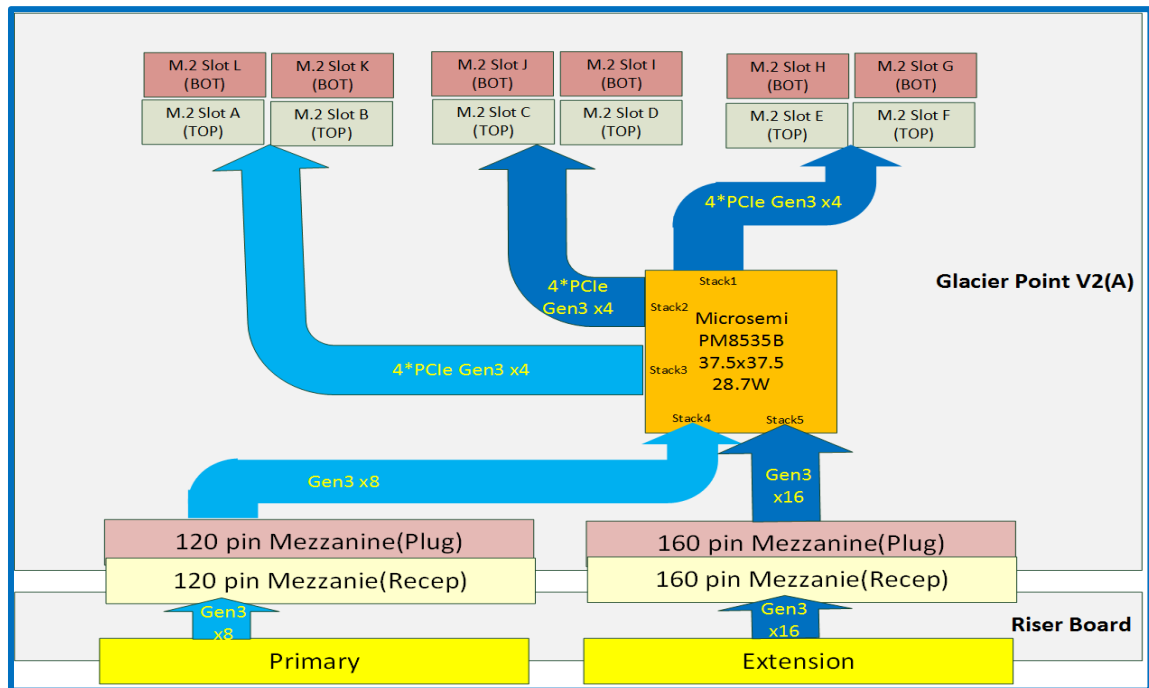 M.2 Slot L
(BOT)
M.2 Slot K
(BOT)
M.2 Slot J
(BOT)
M.2 Slot I
(BOT)
M.2 Slot H
(BOT)
M.2 Slot G
(BOT)
M.2 Slot A
(TOP)
M.2 Slot B
(TOP)
M.2 Slot C
(TOP)
M.2 Slot D
(TOP)
M.2 Slot E
(TOP)
M.2 Slot F
(TOP)
4*PCIe Gen3 x4
4*PCIe
Gen3 x4
4*PCIe Gen3 x4
Stack1
Stack2
Microsemi
PM8535B
37.5x37.5
28.7W
Stack3
Stack4
Stack5
Glacier Point V2(A)
Gen3 x8
Gen3
x16
120 pin Mezzanine(Plug)
160 pin Mezzanine(Plug)
120 pin Mezzanie(Recep)
160 pin Mezzanie(Recep)
Gen3
x8
Gen3
x16
Riser Board
Primary
Extension